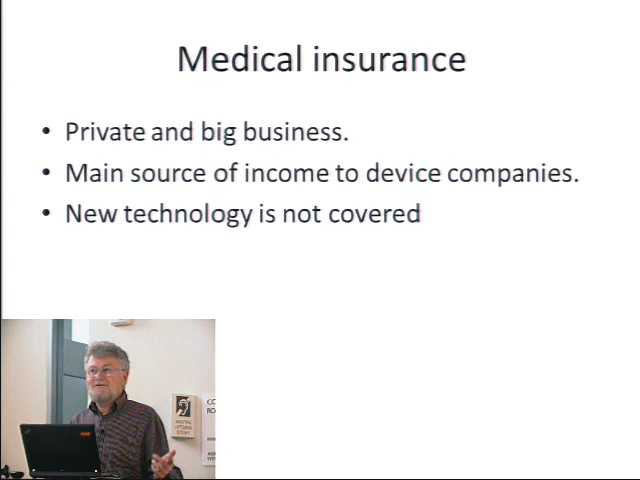 Medical insurance
• Private and big business.
• Main source of income to device companies.
• New technology is not covered